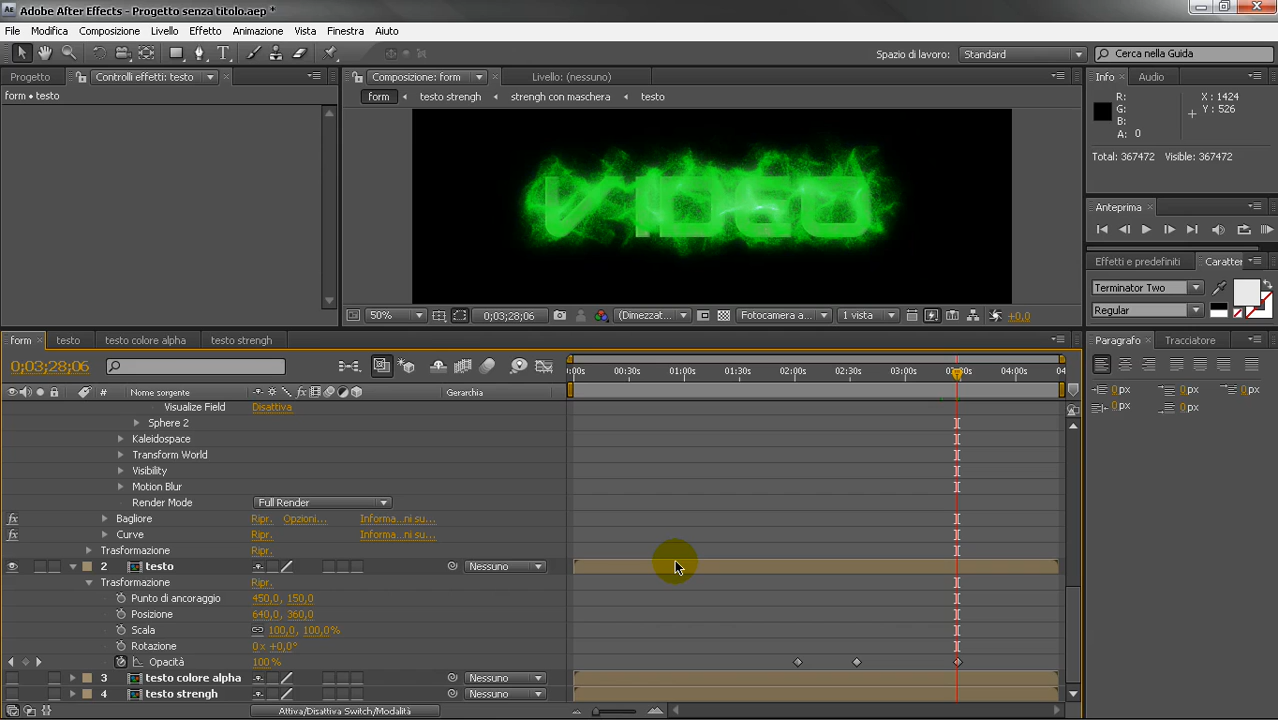 Adobe After Effects - Progetto senza titolo.aep *
File Modifica Composizione Livello Effetto Animazione Vista Finestra Aiuto
Spazio di lavoro: Standard Cerca nella Guida
Progetto Controlli effetti: testo Composizione: form Livello: (nessuno) Info Audio
form • testo form testo strengh strengh con maschera testo
R: X : 1424
G: Y : 526
B:
A: 0
Total: 367472 Visible: 367472
VIDEO
Anteprima
Effetti e predefiniti Caratter
Terminator Two
Regular
50% 0;03;28;06 (Dimezzat... Fotocamera a... 1 vista +0,0
form testo testo colore alpha testo strengh Paragrafo Tracciatore
0;03;28;06 :00s 00:30s 01:00s 01:30s 02:00s 02:30s 03:00s 03:30s 04:00s 04
# Nome sorgente Gerarchia
0 px 0 px 0 px
0 px 0 px
Visualize Field Disattiva
Sphere 2
Kaleidospace
Transform World
Visibility
Motion Blur
Render Mode Full Render
fx Bagliore Ripr. Opzioni... Informa...ni su...
fx Curve Ripr. Informa...ni su...
Trasformazione Ripr.
2 testo Nessuno
Trasformazione Ripr.
Punto di ancoraggio 450,0, 150,0
Posizione 640,0, 360,0
Scala 100,0, 100,0%
Rotazione 0 x +0,0°
Opacità 100 %
3 testo colore alpha Nessuno
4 testo strengh Nessuno
Attiva/Disattiva Switch/Modalità